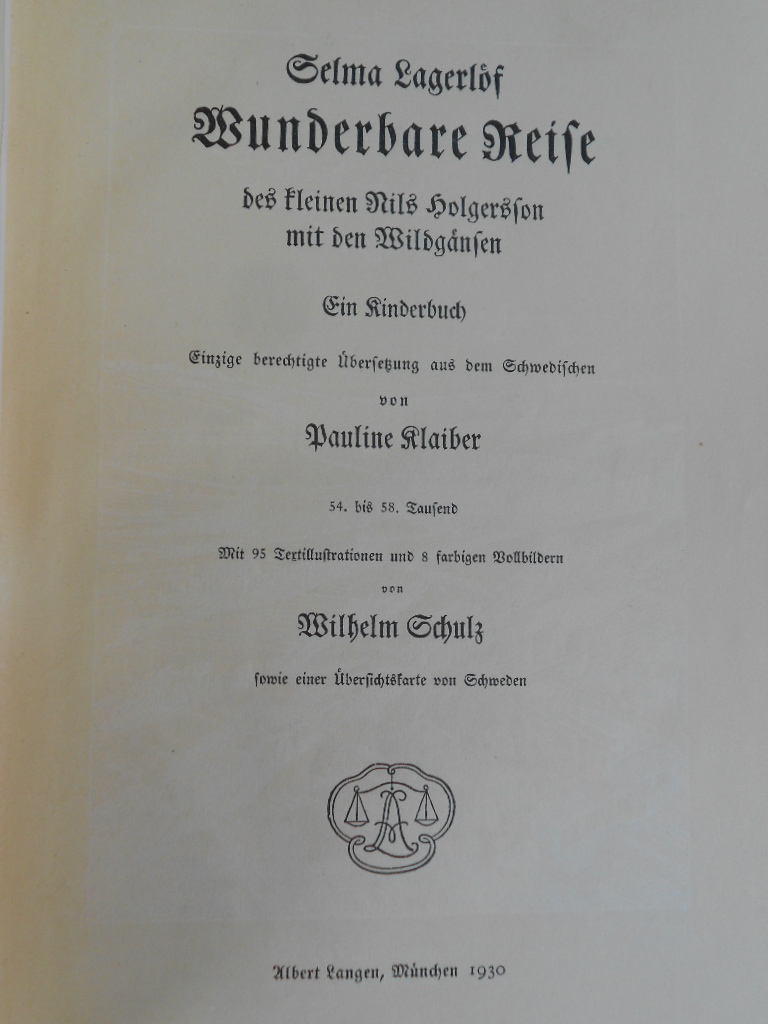 Selma Lagerlöf
Wunderbare Reise
des kleinen Nils Holgersson
mit den Wildgänsen
Ein Kinderbuch
Einzige berechtigte Übersetzung aus dem Schwedischen
von
Pauline Klaiber
54. bis 58. Tausend
Mit 95 Textillustrationen und 8 farbigen Vollbildern
von
Wilhelm Schulz
sowie einer Übersichtskarte von Schweden
AL
Albert Langen, München 1930